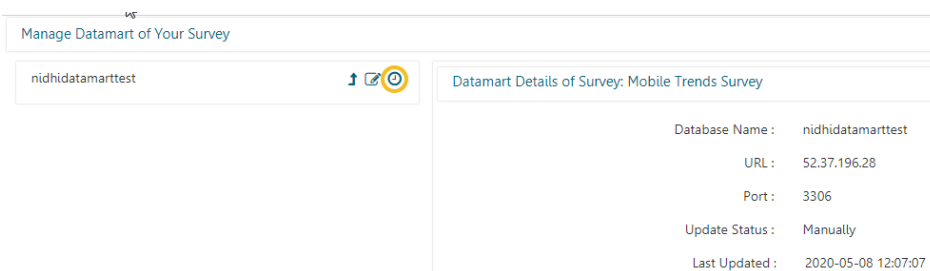 Manage Datamart of Your Survey
nidhidatamarttest
Datamart Details of Survey: Mobile Trends Survey
Database Name : nidhidatamarttest
URL : 52.37.196.28
Port : 3306
Update Status : Manually
Last Updated : 2020-05-08 12:07:07